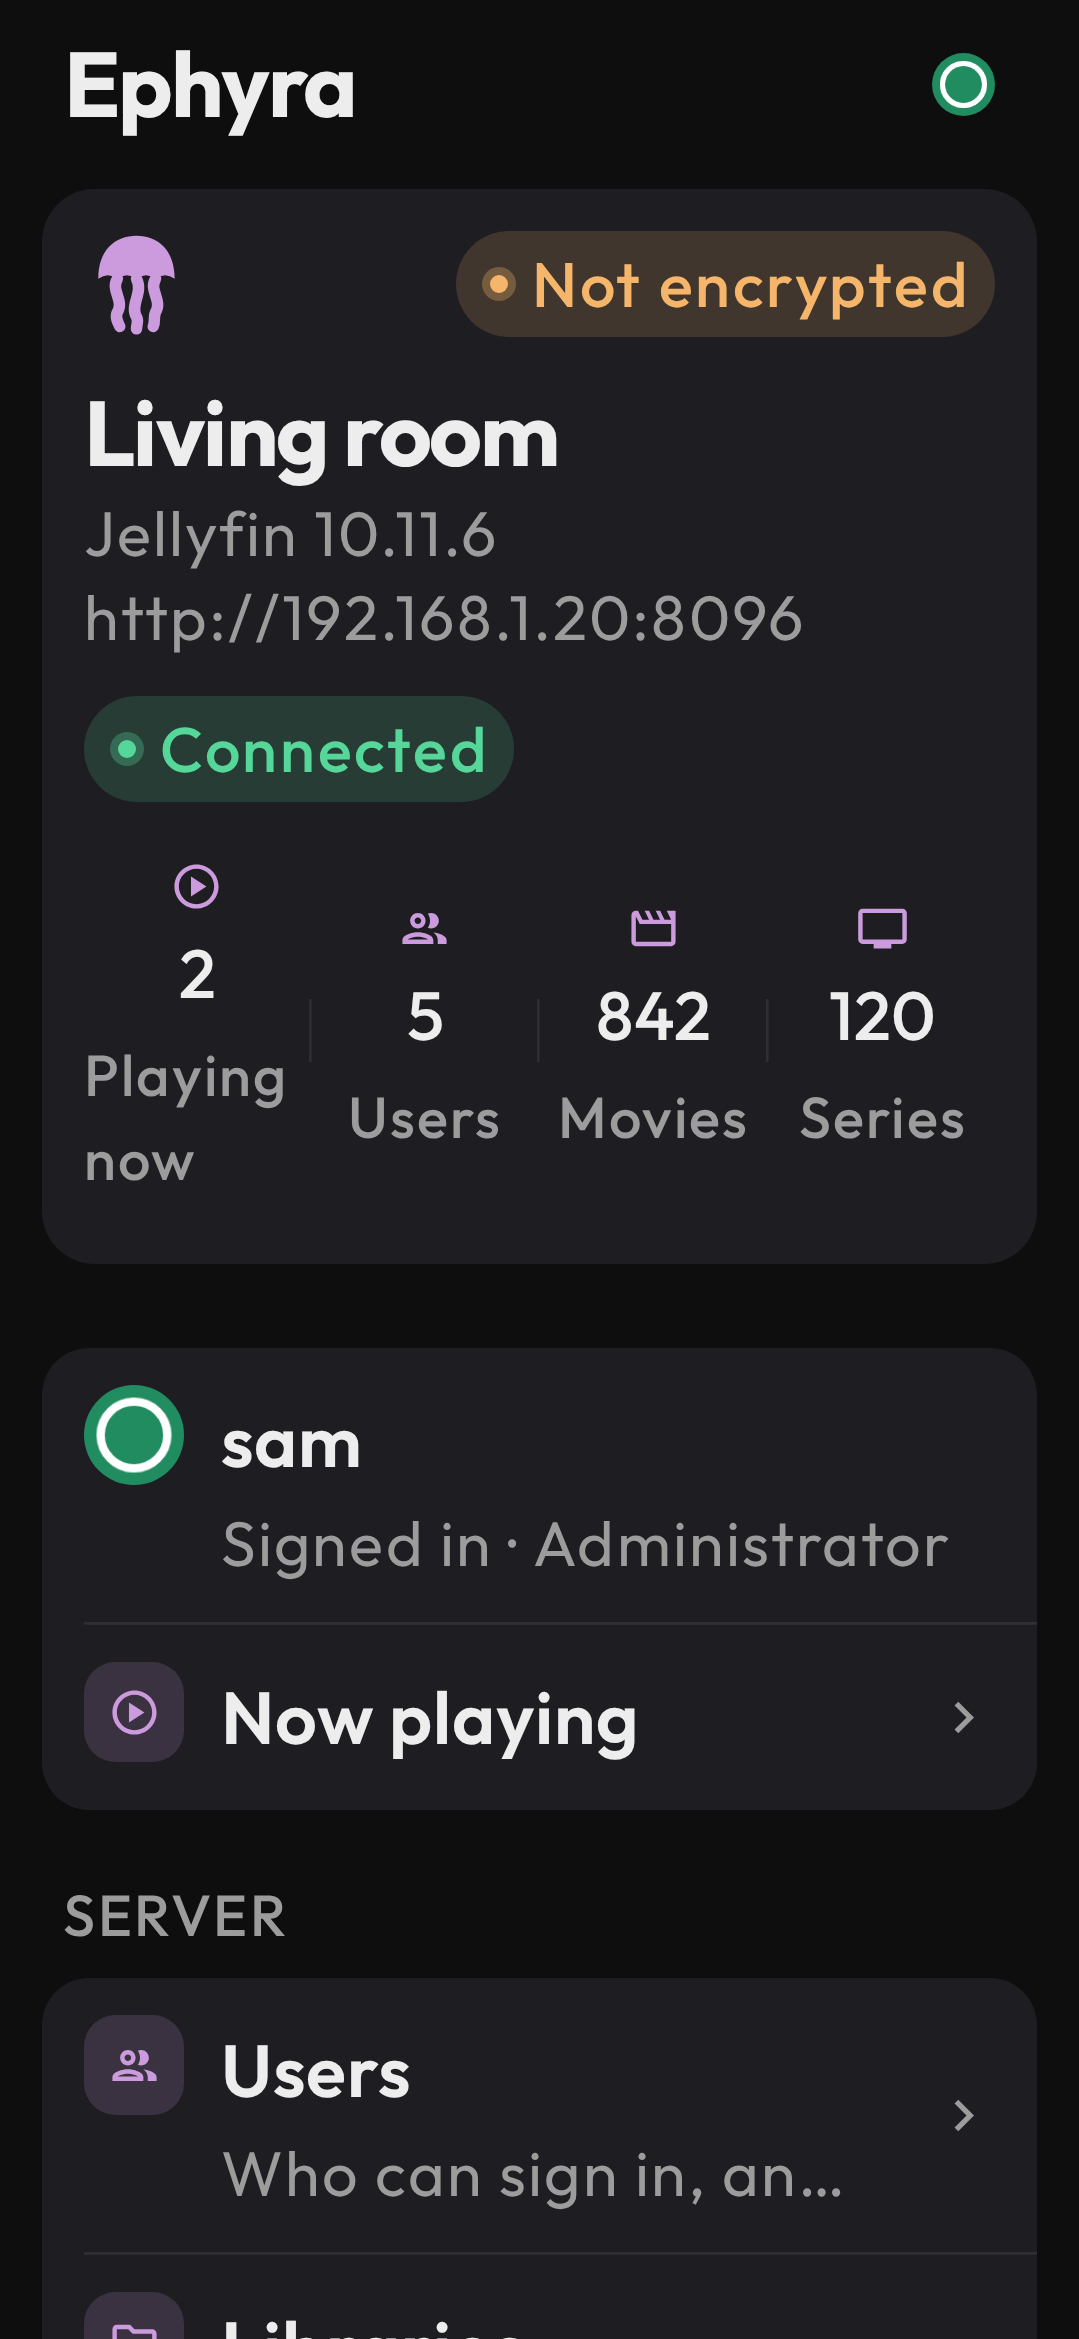 Ephyra
Not encrypted
Living room
Jellyfin 10.11.6
http://192.168.1.20:8096
Connected
2
5
842
120
Playing
now
Users
Movies
Series
sam
Signed in · Administrator
Now playing
SERVER
Users
Who can sign in, an...
Libraries